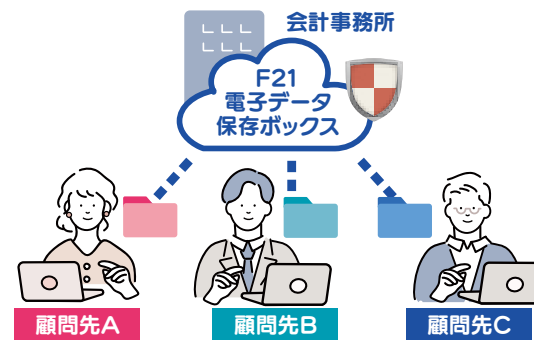 会計事務所
F21
電子データ
保存ボックス
顧問先A
顧問先B
顧問先C